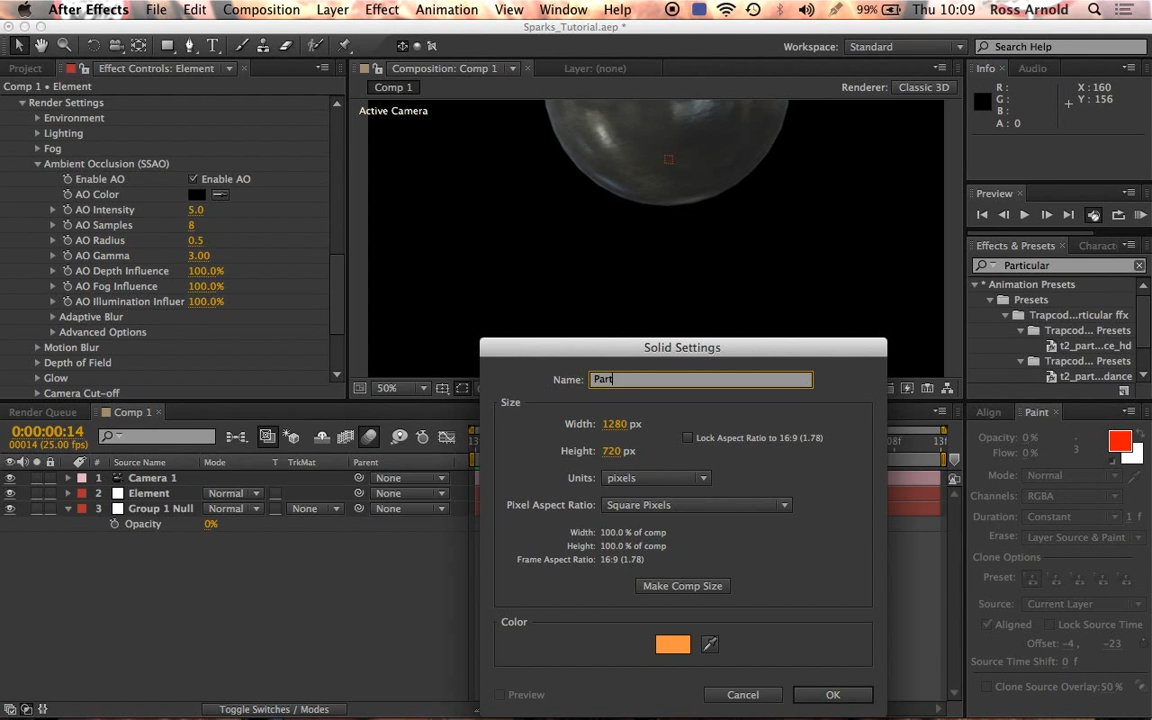 After Effects File Edit Composition Layer Effect Animation View Window Help 99% Thu 10:09 Ross Arnold
Sparks_Tutorial.aep *
Workspace: Standard Search Help
Project Effect Controls: Element Composition: Comp 1 Layer: (none) Info Audio
Comp 1 • Element Comp 1 Renderer: Classic 3D
Render Settings
Environment
Lighting
Fog
Ambient Occlusion (SSAO)
Enable AO Enable AO
AO Color
AO Intensity 5.0
AO Samples 8
AO Radius 0.5
AO Gamma 3.00
AO Depth Influence 100.0%
AO Fog Influence 100.0%
AO Illumination Influer 100.0%
Adaptive Blur
Advanced Options
Motion Blur
Depth of Field
Glow
Camera Cut-off
Active Camera
50%
R: X: 160
G: Y: 156
B:
A: 0
Preview
Effects & Presets Charact
Particular
* Animation Presets
Presets
Trapcod...rticular ffx
Trapcod... Presets
t2_part...ce_hd
Trapcod... Presets
t2_part...dance
Solid Settings
Name: Part
Size
Width: 1280 px
Lock Aspect Ratio to 16:9 (1.78)
Height: 720 px
Units: pixels
Pixel Aspect Ratio: Square Pixels
Width: 100.0 % of comp
Height: 100.0 % of comp
Frame Aspect Ratio: 16:9 (1.78)
Make Comp Size
Color
Preview Cancel OK
Render Queue Comp 1
0:00:00:14
00014 (25.00 fps)
# Source Name Mode T TrkMat Parent
1 Camera 1 None
2 Element Normal None
3 Group 1 Null Normal None None
Opacity 0%
Toggle Switches / Modes
08f 13f
Align Paint
Opacity: 0 %
Flow: 0 % 3
Mode: Normal
Channels: RGBA
Duration: Constant 1 f
Erase: Layer Source & Paint
Clone Options
Preset:
Source: Current Layer
Aligned Lock Source Time
Offset: -4, -23
Source Time Shift: 0 f
Clone Source Overlay: 50 %